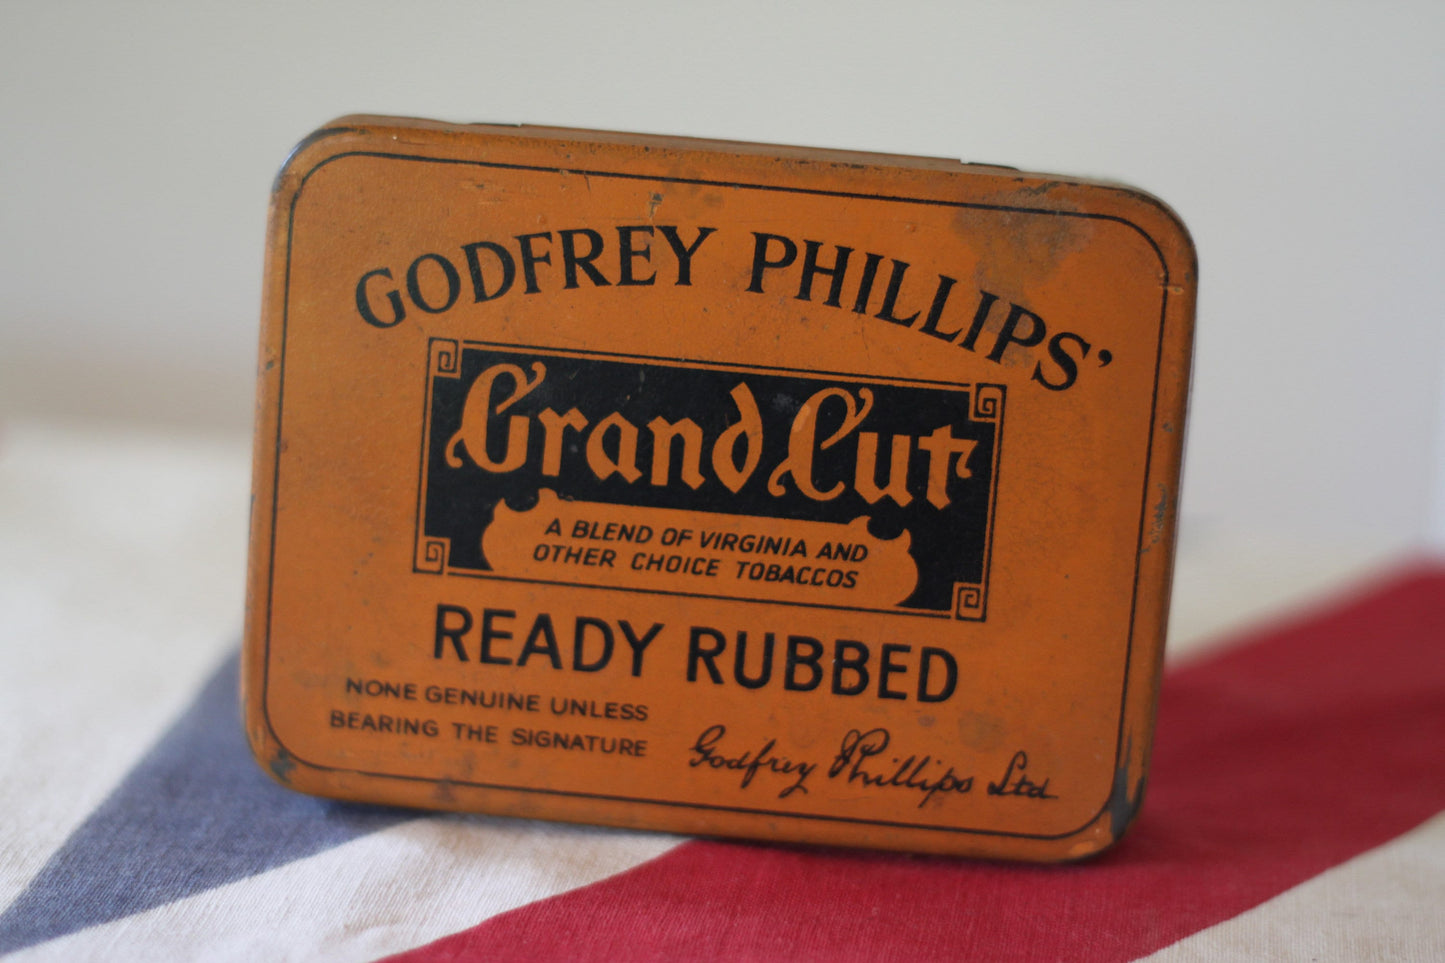 GODFREY PHILLIPS'
Grand Cut
A BLEND OF VIRGINIA AND
OTHER CHOICE TOBACCOS
READY RUBBED
NONE GENUINE UNLESS
BEARING THE SIGNATURE
Godfrey Phillips Ltd